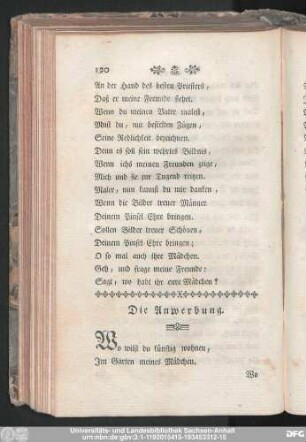 120
An der Hand des besten Priesters,
Daß er meine Freunde siehet.
Wenn du meinen Vater malest,
Must du, mit beseelten Zügen,
Seine Redlichkeit bezeichnen.
Denn es soll sein wehrtes Bildnis,
Wenn ichs meinen Freunden zeige,
Mich und sie zur Tugend reitzen.
Maler, nun kannst du mir danken,
Wenn die Bilder treuer Männer
Deinem Pinsel Ehre bringen.
Sollen Bilder treuer Schönen,
Deinem Pinsel Ehre bringen;
O so mal auch ihre Mädchen.
Geh, und frage meine Freunde:
Sagt, wo habt ihr eure Mädchen?
Die Anwerbung.
Wo wilst du künftig wohnen,
Im Garten meines Mädchen.
Wo
Universitäts- und Landesbibliothek Sachsen-Anhalt
urn:nbn:de:gbv:3:1-1192015415-193453312-15